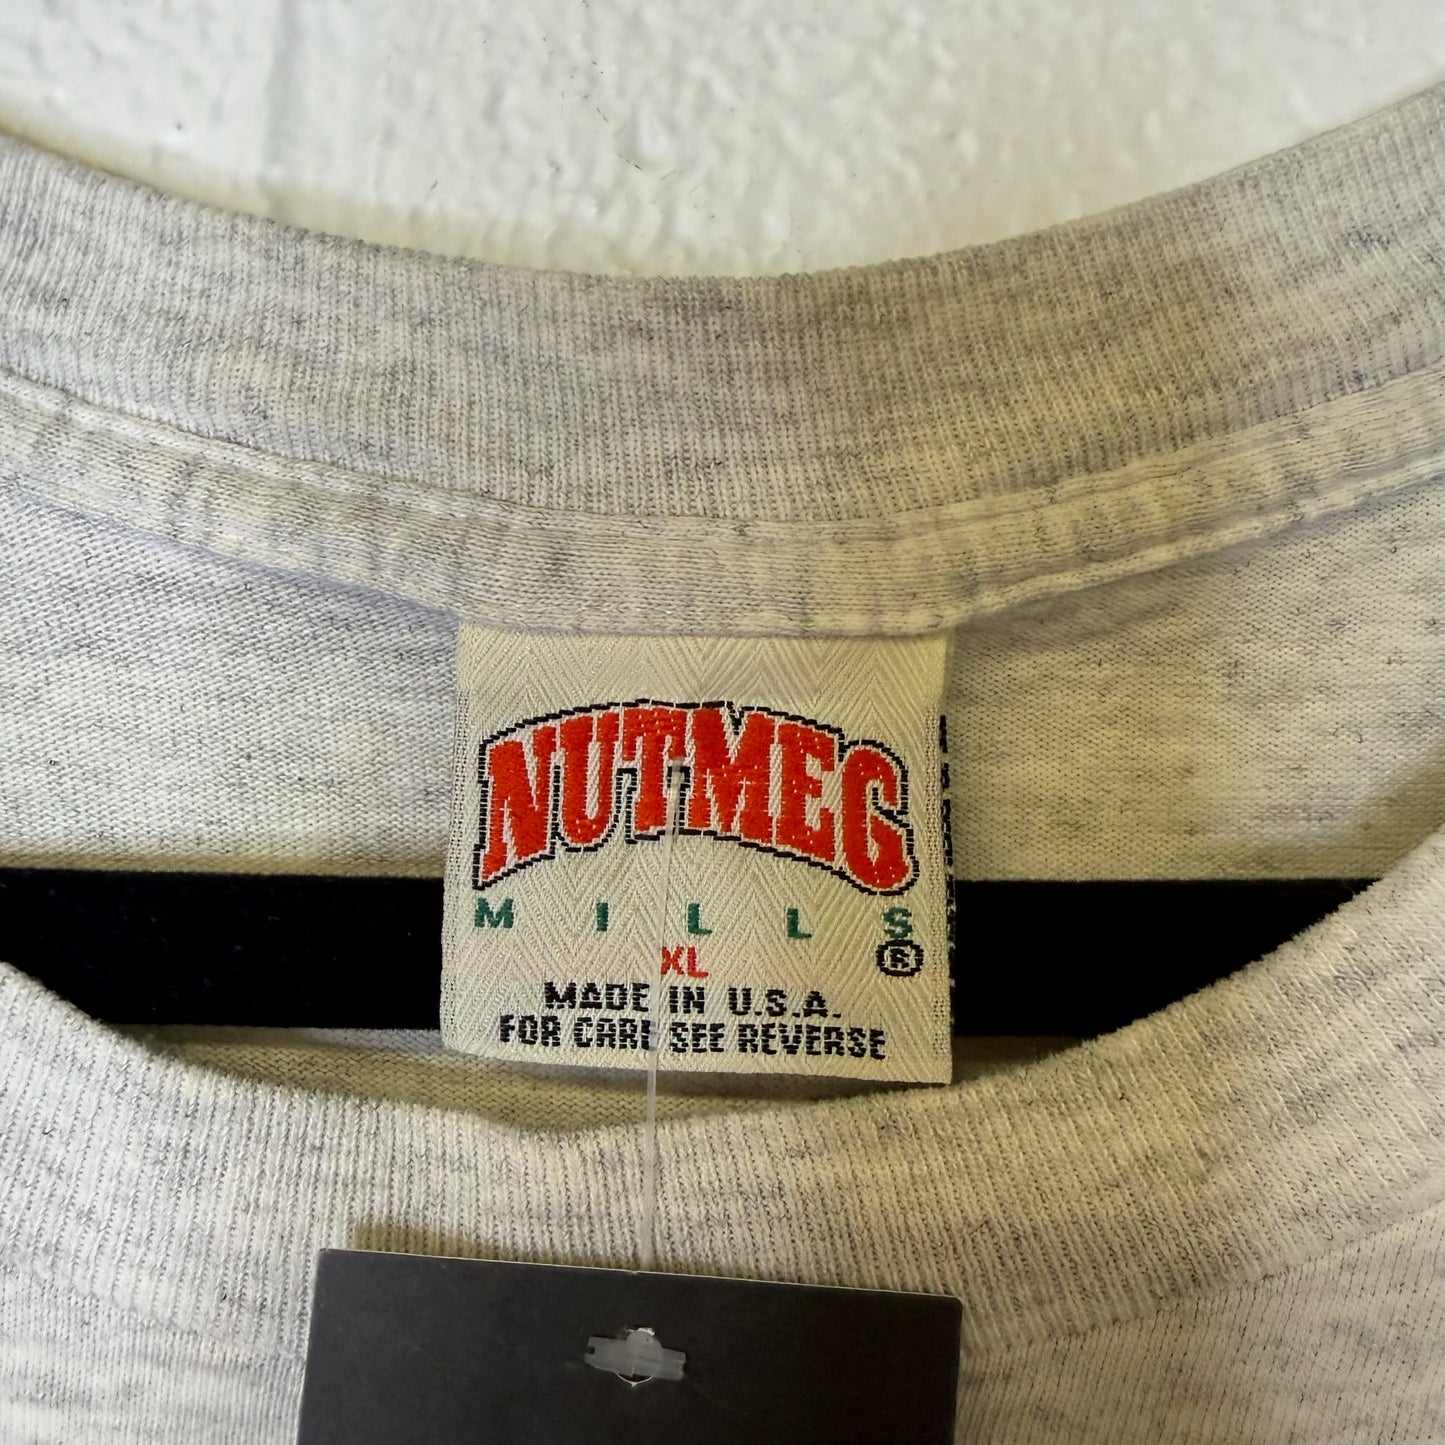 NUTMEG
MILLS
®
XL
MADE IN U.S.A.
FOR CARE SEE REVERSE